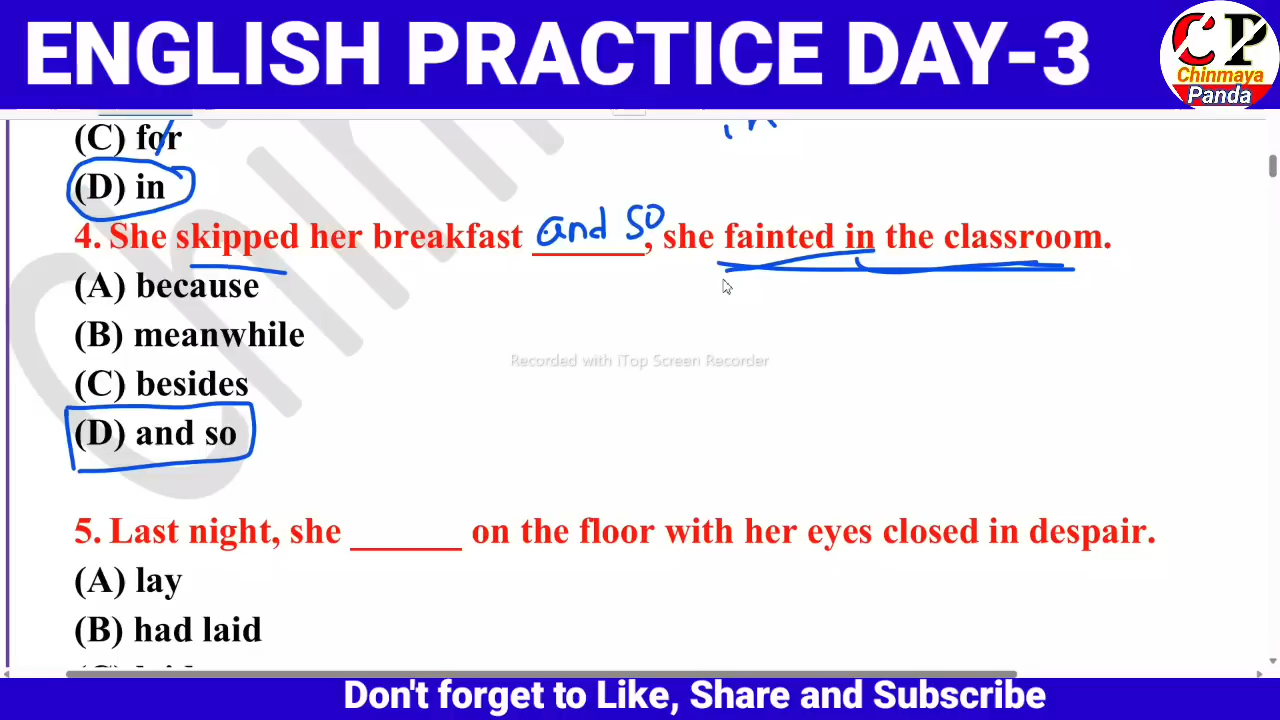 ENGLISH PRACTICE DAY-3
CP
Chinmaya
Panda
(C) for
in
(D) in
4. She skipped her breakfast and so, she fainted in the classroom.
(A) because
(B) meanwhile
Recorded with iTop Screen Recorder
(C) besides
(D) and so
5. Last night, she ______ on the floor with her eyes closed in despair.
(A) lay
(B) had laid
Don't forget to Like, Share and Subscribe